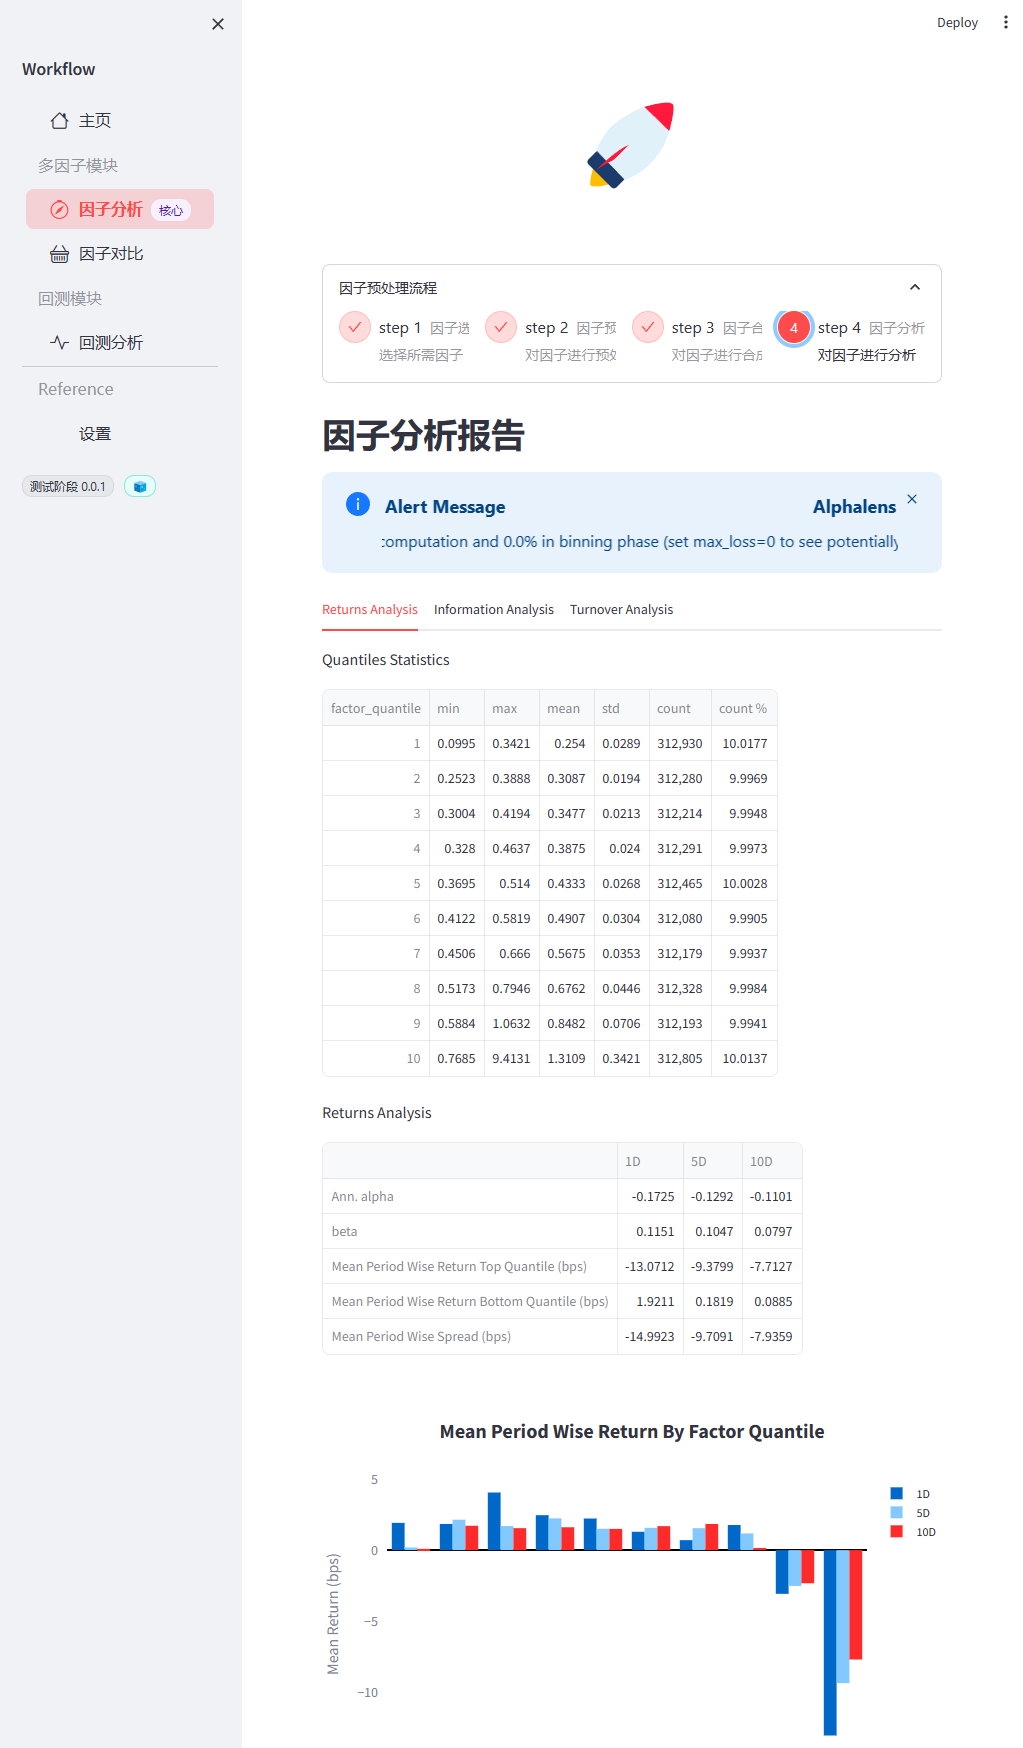 Deploy
Workflow
主页
多因子模块
因子分析 核心
因子对比
回测模块
回测分析
Reference
设置
测试阶段 0.0.1
因子预处理流程
step 1 因子选
选择所需因子
step 2 因子预
对因子进行预处
step 3 因子合
对因子进行合成
4 step 4 因子分析
对因子进行分析
因子分析报告
Alert Message Alphalens
computation and 0.0% in binning phase (set max_loss=0 to see potentially
Returns Analysis Information Analysis Turnover Analysis
Quantiles Statistics
factor_quantile min max mean std count count %
1 0.0995 0.3421 0.254 0.0289 312,930 10.0177
2 0.2523 0.3888 0.3087 0.0194 312,280 9.9969
3 0.3004 0.4194 0.3477 0.0213 312,214 9.9948
4 0.328 0.4637 0.3875 0.024 312,291 9.9973
5 0.3695 0.514 0.4333 0.0268 312,465 10.0028
6 0.4122 0.5819 0.4907 0.0304 312,080 9.9905
7 0.4506 0.666 0.5675 0.0353 312,179 9.9937
8 0.5173 0.7946 0.6762 0.0446 312,328 9.9984
9 0.5884 1.0632 0.8482 0.0706 312,193 9.9941
10 0.7685 9.4131 1.3109 0.3421 312,805 10.0137
Returns Analysis
1D 5D 10D
Ann. alpha -0.1725 -0.1292 -0.1101
beta 0.1151 0.1047 0.0797
Mean Period Wise Return Top Quantile (bps) -13.0712 -9.3799 -7.7127
Mean Period Wise Return Bottom Quantile (bps) 1.9211 0.1819 0.0885
Mean Period Wise Spread (bps) -14.9923 -9.7091 -7.9359
Mean Period Wise Return By Factor Quantile
5
0
−5
−10
Mean Return (bps)
1D
5D
10D